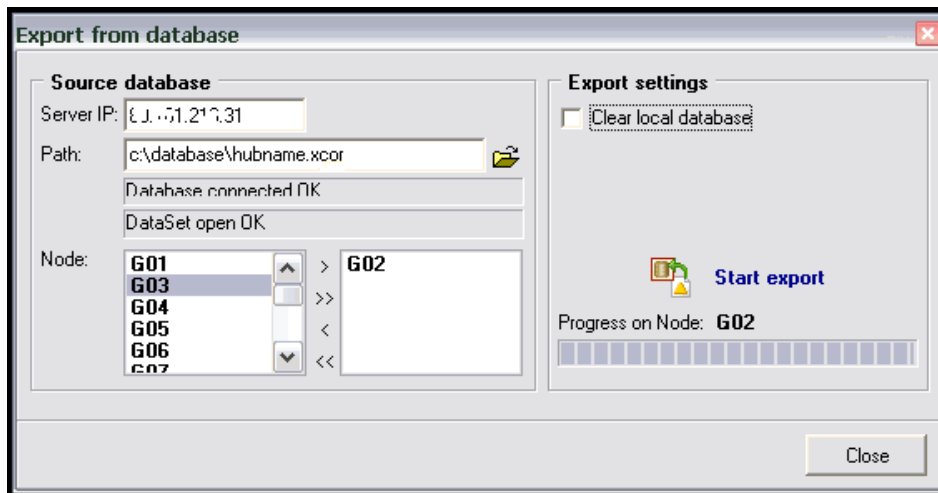 Export from database
Source database
Server IP:
Path: c:\database\hubname.xcor
Database connected OK
DataSet open OK
Node:
G01
G03
G04
G05
G06
G07
>
>>
<
<<
G02
Export settings
Clear local database
Start export
Progress on Node: G02
Close